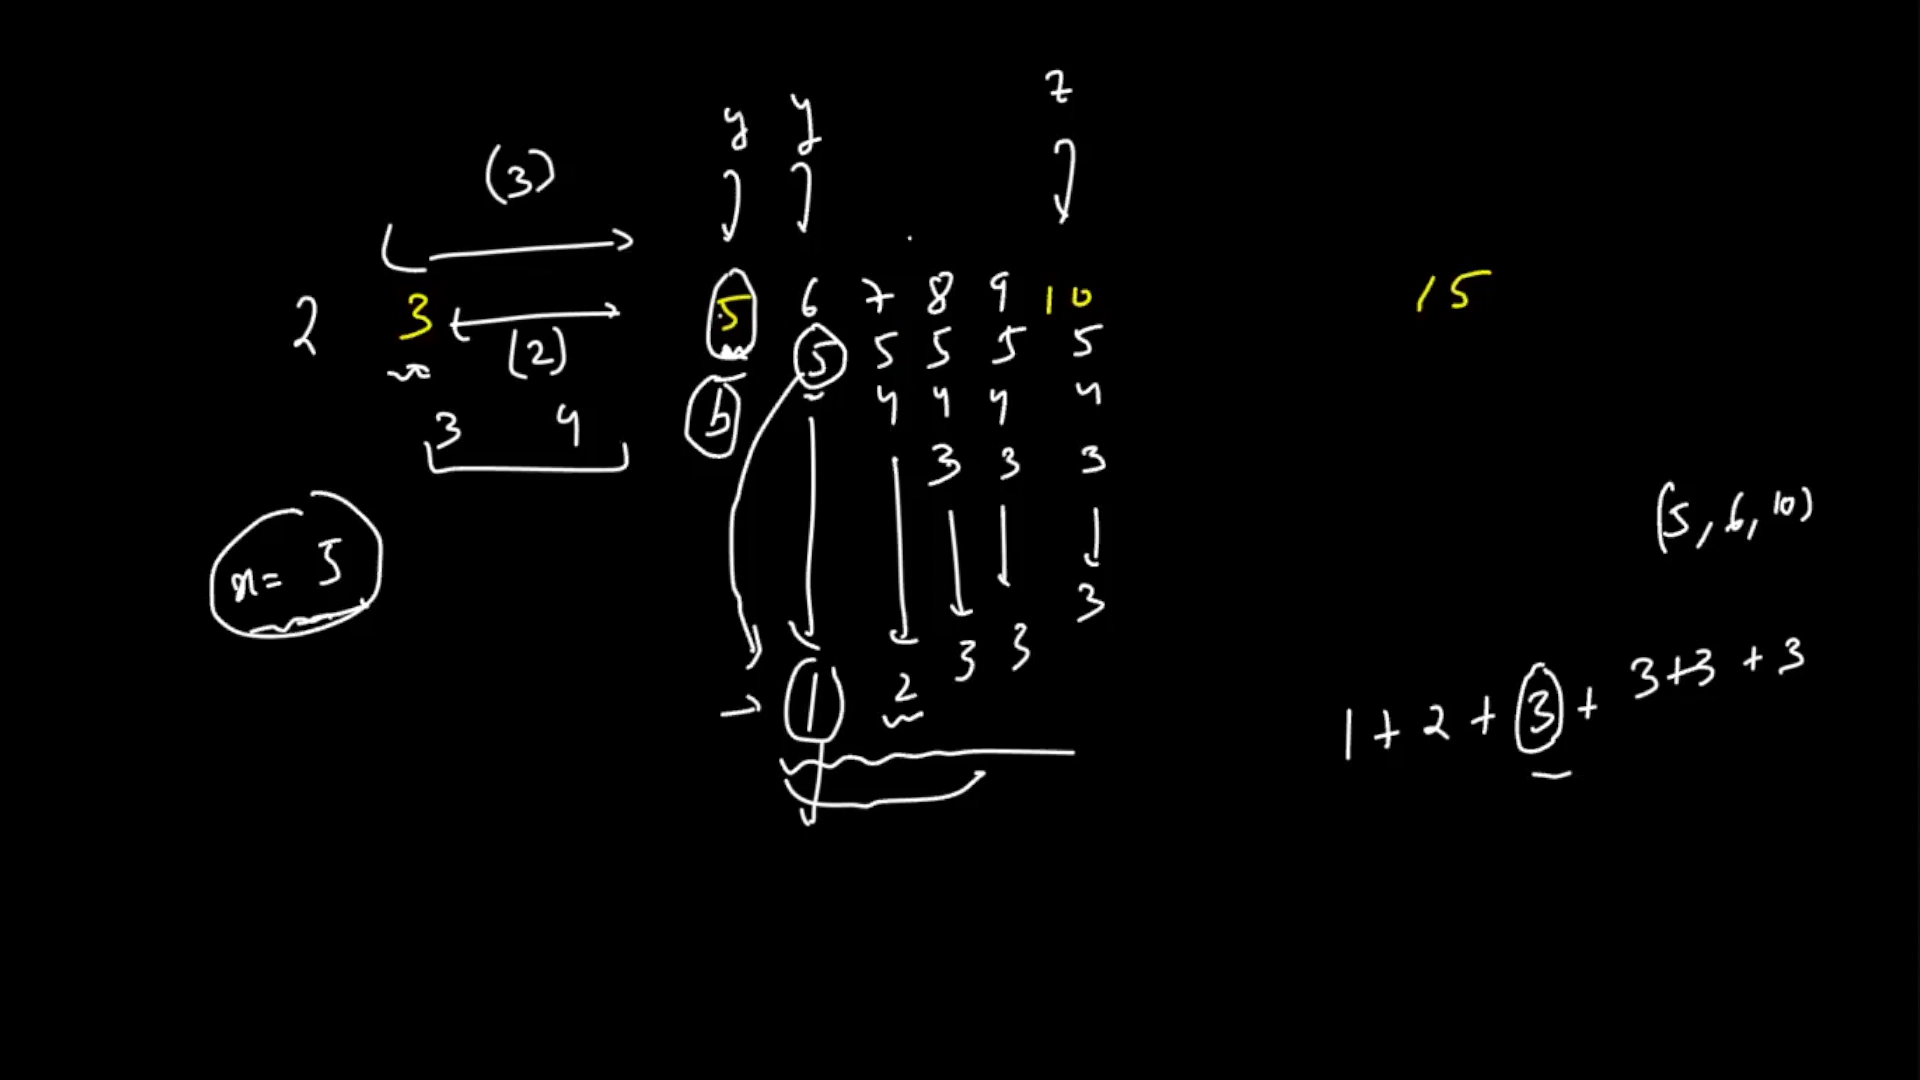 z
y y
(3)
2 3 5 6 7 8 9 10 15
(2) 5 5 5 5 5
3 4 b 4 4 4 4
3 3 3
(5, 6, 10)
x = 5
3
3 3
1 2
1 + 2 + 3 + 3 + 3 + 3